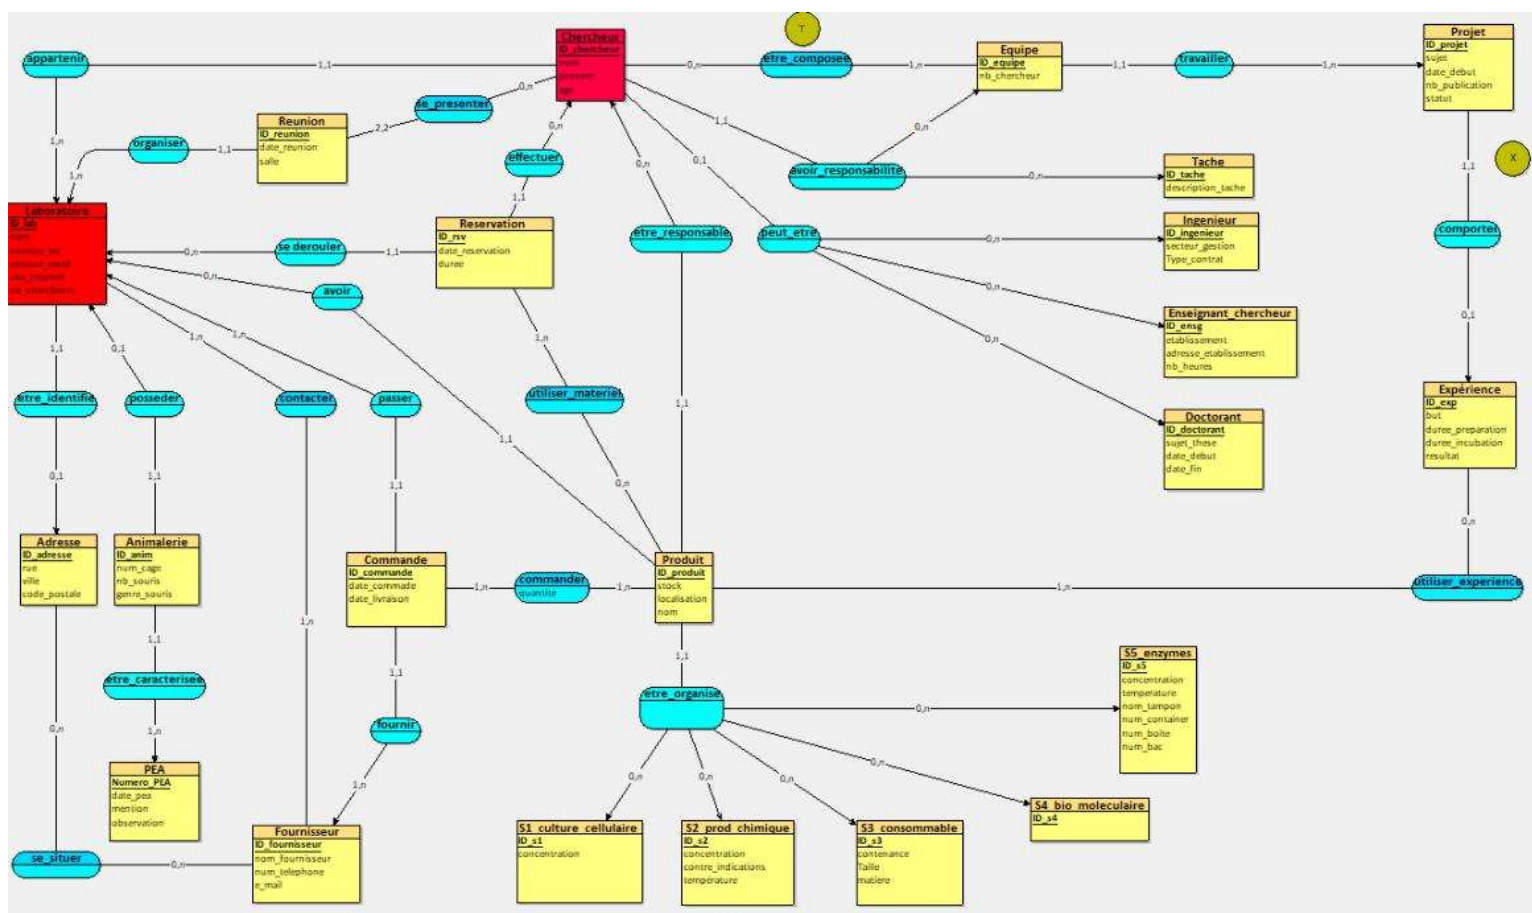 T
Chercheur
ID_chercheur
nom
prenom
age
appartenir
1,1
1,n
0,n
etre_composee
1,n
Equipe
ID_equipe
nb_chercheur
1,1
travailler
1,n
Projet
ID_projet
sujet
date_debut
nb_publication
statut
0,n
se_presenter
2,2
Reunion
ID_reunion
date_reunion
salle
1,1
organiser
1,n
0,n
effectuer
1,1
0,n
etre_responsable
1,1
0,1
peut_etre
0,n
0,n
0,n
1,1
avoir_responsabilite
0,n
0,n
Tache
ID_tache
description_tache
X
1,1
comporter
0,1
Ingenieur
ID_ingenieur
secteur_gestion
Type_contrat
Laboratoire
ID_lab
Reservation
ID_rsv
date_reservation
duree
1,1
se derouler
0,n
0,n
avoir
1,1
1,n
utiliser_materiel
0,n
Enseignant_chercheur
ID_ensg
etablissement
adresse_etablissement
nb_heures
Doctorant
ID_doctorant
sujet_these
date_debut
date_fin
Expérience
ID_exp
but
duree_preparation
duree_incubation
resultat
1,1
etre_identifie
0,1
0,1
posseder
1,1
1,n
contacter
1,n
1,n
passer
1,1
Adresse
ID_adresse
rue
ville
code_postale
Animalerie
ID_anim
num_cage
nb_souris
genre_souris
Commande
ID_commande
date_commade
date_livraison
1,n
commander
quantite
1,n
Produit
ID_produit
stock
localisation
nom
1,n
utiliser_experience
0,n
1,1
etre_caracterisee
1,n
1,1
fournir
1,n
1,1
etre_organise
0,n
0,n
0,n
0,n
0,n
S5_enzymes
ID_s5
concentration
temperature
nom_tampon
num_container
num_boite
num_bac
PEA
Numero_PEA
date_pea
mention
observation
0,n
se_situer
0,n
Fournisseur
ID_fournisseur
nom_fournisseur
num_telephone
e_mail
S1_culture_cellulaire
ID_s1
concentration
S2_prod_chimique
ID_s2
concentration
contre_indications
température
S3_consommable
ID_s3
contenance
Taille
matiere
S4_bio_moleculaire
ID_s4